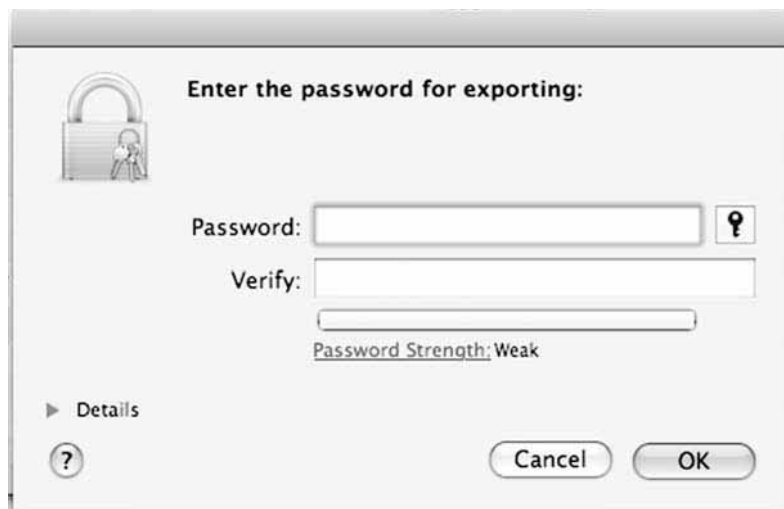 Enter the password for exporting:
Password:
Verify:
Password Strength: Weak
Details
?
Cancel
OK